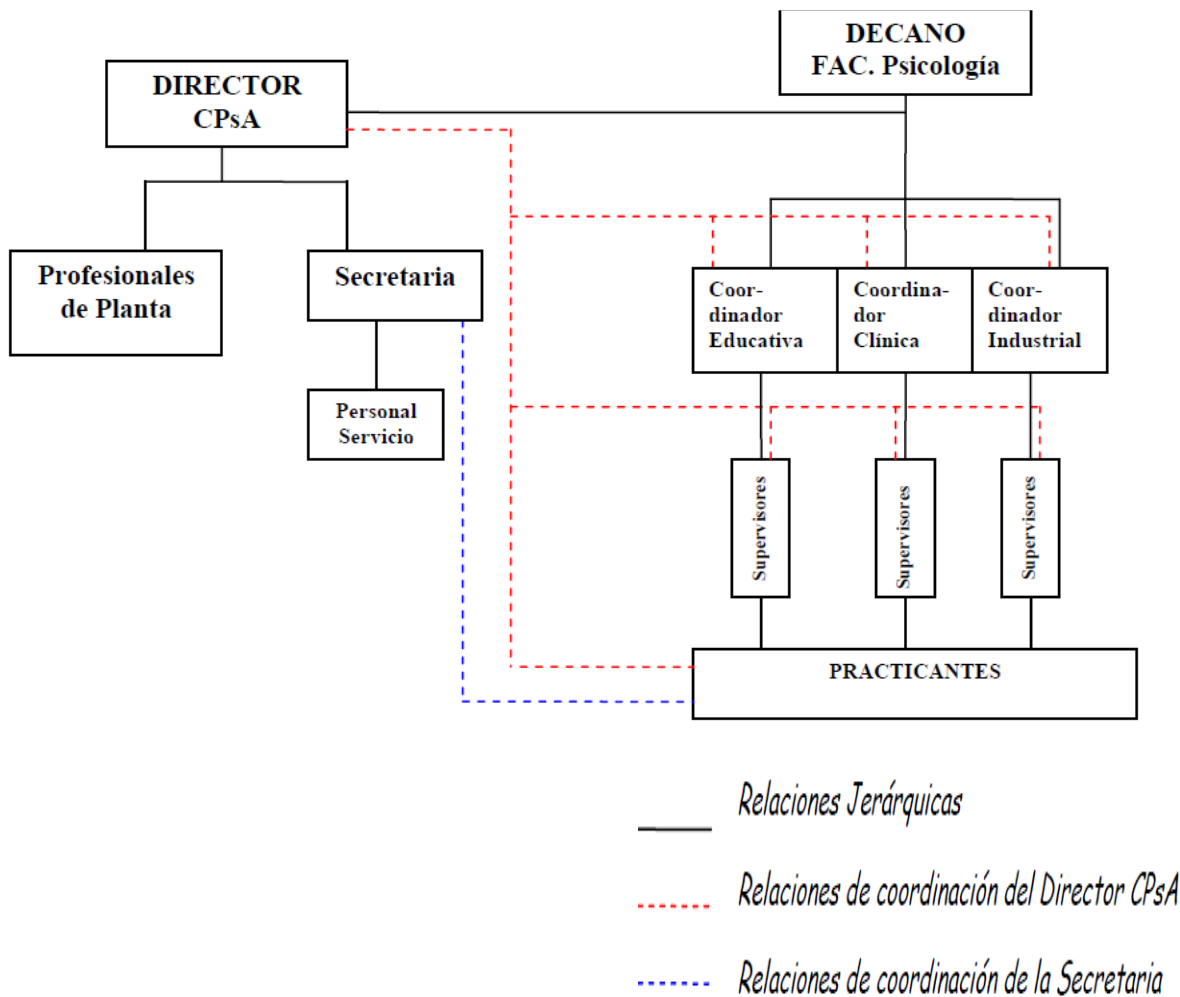 DECANO
FAC. Psicología
DIRECTOR
CPsA
Profesionales
de Planta
Secretaria
Personal
Servicio
Coor-
dinador
Educativa
Coordina-
dor
Clínica
Coor-
dinador
Industrial
Supervisores
Supervisores
Supervisores
PRACTICANTES
Relaciones Jerárquicas
Relaciones de coordinación del Director CPsA
Relaciones de coordinación de la Secretaria